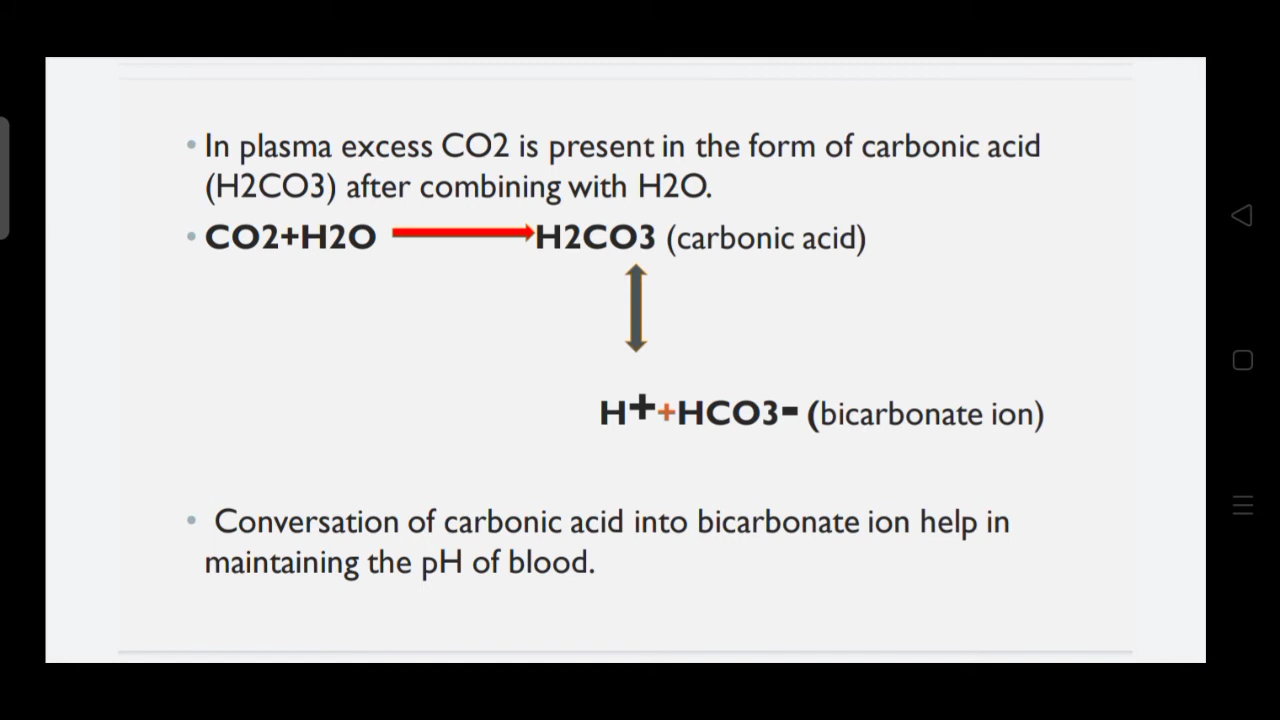 • In plasma excess CO2 is present in the form of carbonic acid
(H2CO3) after combining with H2O.
• CO2+H2O H2CO3 (carbonic acid)
H++HCO3- (bicarbonate ion)
• Conversation of carbonic acid into bicarbonate ion help in
maintaining the pH of blood.